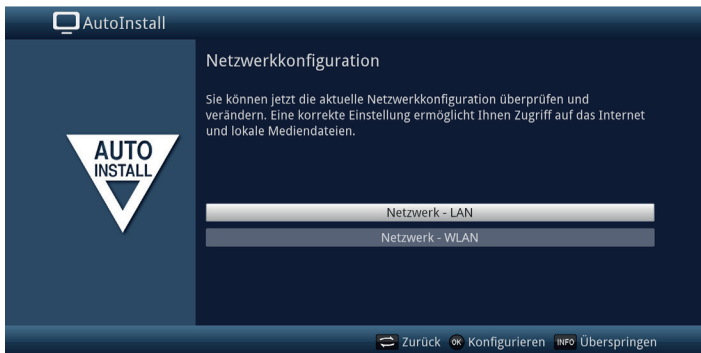 AutoInstall
Netzwerkkonfiguration
Sie können jetzt die aktuelle Netzwerkkonfiguration überprüfen und
verändern. Eine korrekte Einstellung ermöglicht Ihnen Zugriff auf das Internet
und lokale Mediendateien.
AUTO
INSTALL
Netzwerk - LAN
Netzwerk - WLAN
Zurück OK Konfigurieren INFO Überspringen